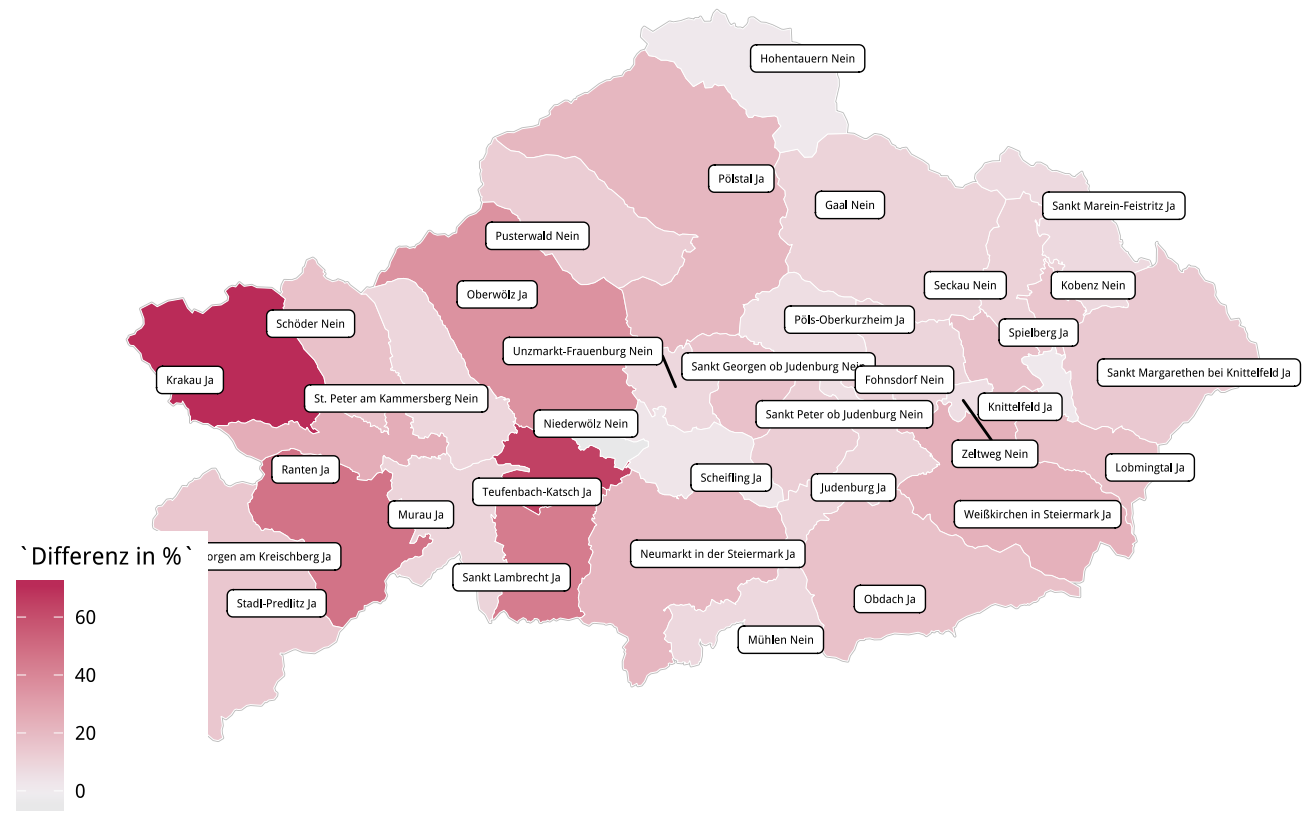 Hohentauern Nein
Pölstal Ja
Gaal Nein
Sankt Marein-Feistritz Ja
Pusterwald Nein
Oberwölz Ja
Seckau Nein
Kobenz Nein
Schöder Nein
Pöls-Oberkurzheim Ja
Spielberg Ja
Unzmarkt-Frauenburg Nein
Sankt Georgen ob Judenburg
Krakau Ja
Fohnsdorf Nein
Sankt Margarethen bei Knittelfeld Ja
St. Peter am Kammersberg Nein
Sankt Peter ob Judenburg Nein
Knittelfeld Ja
Niederwölz Nein
Zeltweg Nein
Ranten Ja
Lobmingtal Ja
Scheifling Ja
Teufenbach-Katsch Ja
Judenburg Ja
Murau Ja
Weißkirchen in Steiermark Ja
am Kreischberg Ja
Neumarkt in der Steiermark Ja
Sankt Lambrecht Ja
Stadl-Predlitz Ja
Obdach Ja
Mühlen Nein
`Differenz in %`
60
40
20
0